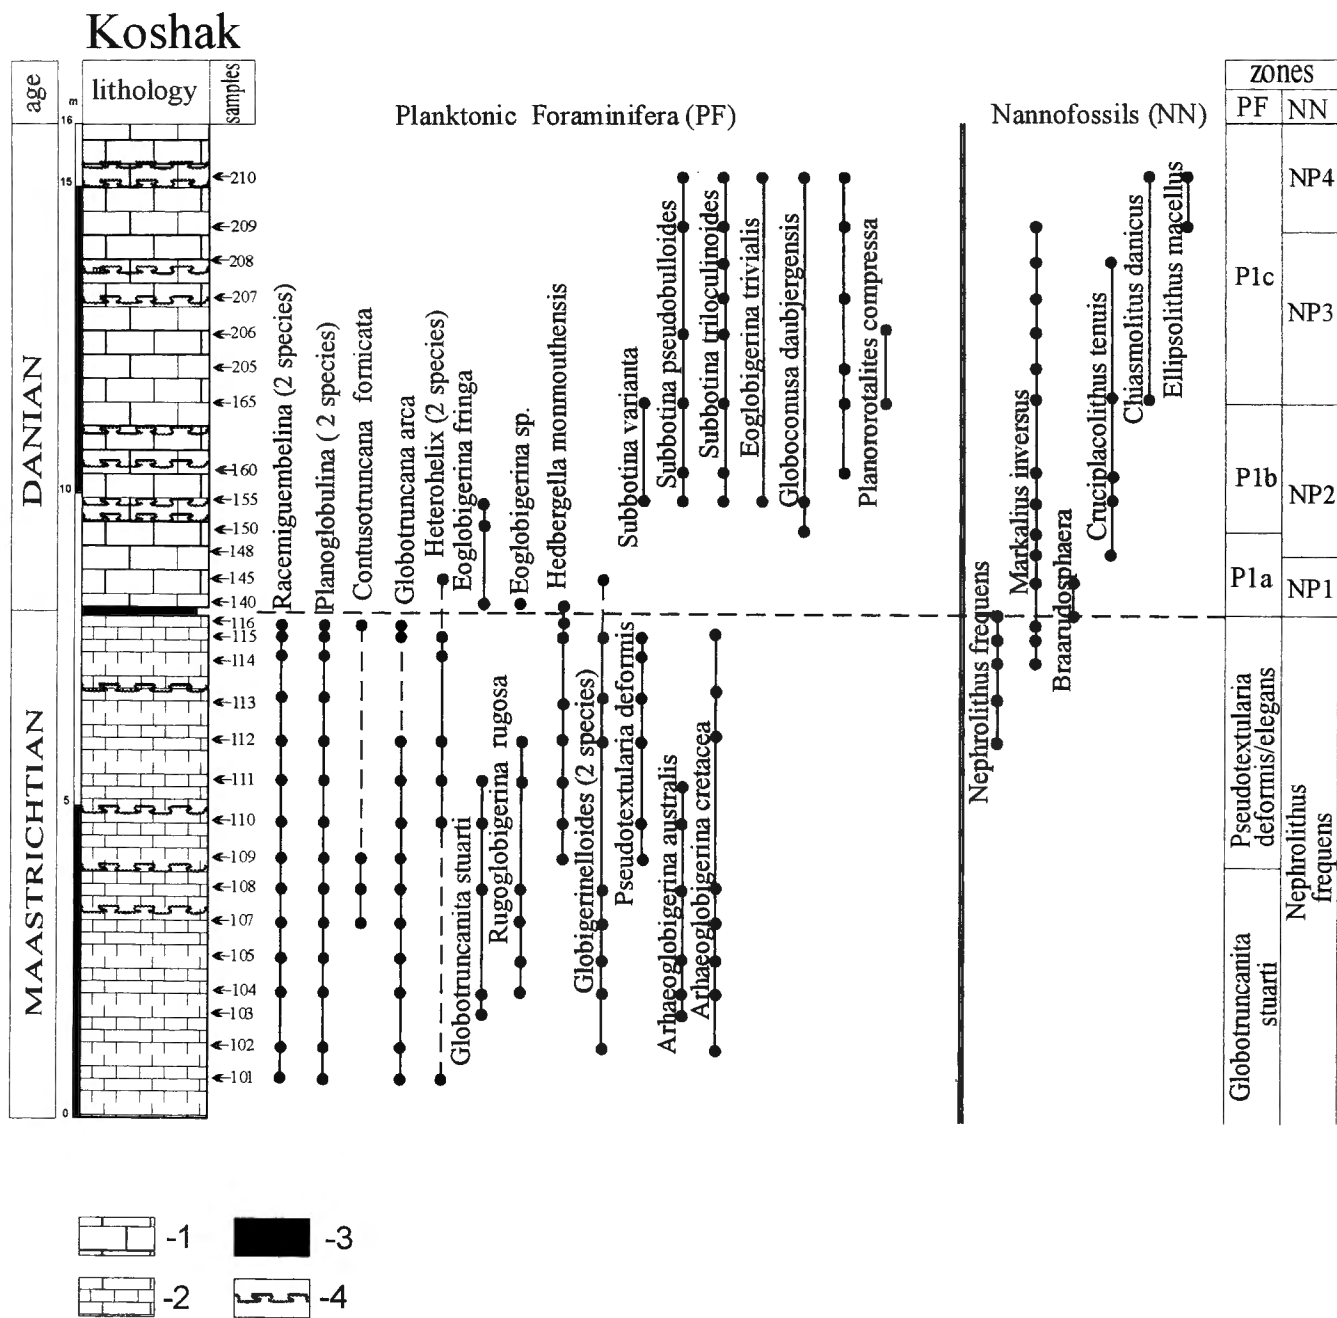 Koshak
age
m
lithology
samples
Planktonic Foraminifera (PF)
Nannofossils (NN)
zones
PF
NN
16
15
10
5
0
DANIAN
MAASTRICHTIAN
210
209
208
207
206
205
165
160
155
150
148
145
140
116
115
114
113
112
111
110
109
108
107
105
104
103
102
101
Racemiguembelina (2 species)
Planoglobulina ( 2 species)
Contusotruncana fornicata
Globotruncana arca
Heterohelix (2 species)
Eoglobigerina fringa
Globotruncanita stuarti
Eoglobigerina sp.
Rugoglobigerina rugosa
Hedbergella monmouthensis
Globigerinelloides (2 species)
Subbotina varianta
Pseudotextularia deformis
Subbotina pseudobulloides
Arhaeoglobigerina australis
Subbotina triloculinoides
Arhaeoglobigerina cretacea
Eoglobigerina trivialis
Globoconusa daubjergensis
Planororotalites compressa
Nephrolithus frequens
Markalius inversus
Braarudosphaera
Cruciplacolithus tenuis
Chiasmolitus danicus
Ellipsolithus macellus
P1c
P1b
P1a
Pseudotextularia
deformis/elegans
Globotruncanita
stuarti
NP4
NP3
NP2
NP1
Nephrolithus
frequens
-1
-2
-3
-4